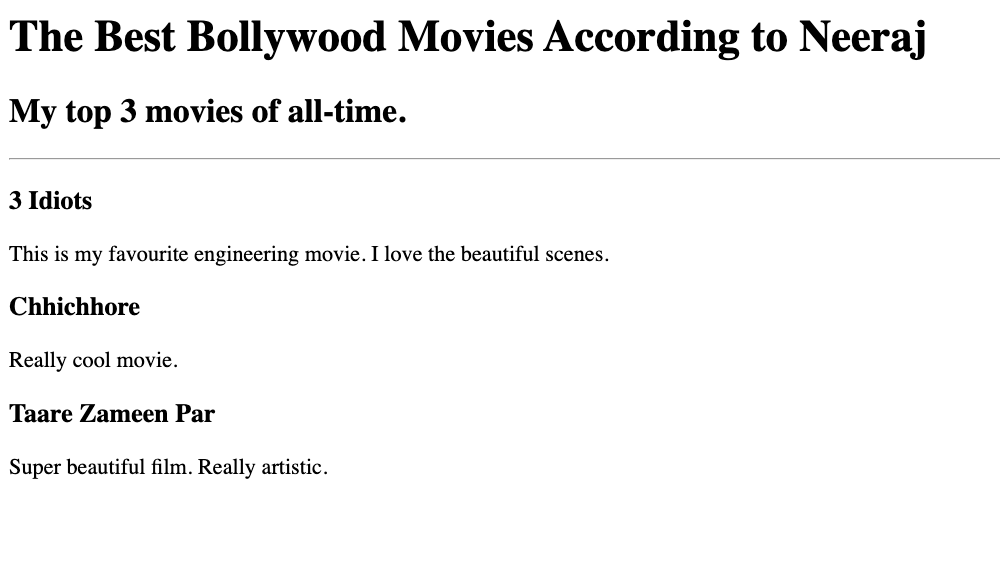 The Best Bollywood Movies According to Neeraj
My top 3 movies of all-time.
3 Idiots
This is my favourite engineering movie. I love the beautiful scenes.
Chhichhore
Really cool movie.
Taare Zameen Par
Super beautiful film. Really artistic.